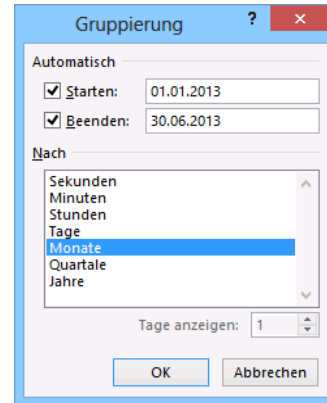 Gruppierung ? ×
Automatisch
Starten: 01.01.2013
Beenden: 30.06.2013
Nach
Sekunden
Minuten
Stunden
Tage
Monate
Quartale
Jahre
Tage anzeigen: 1
OK Abbrechen